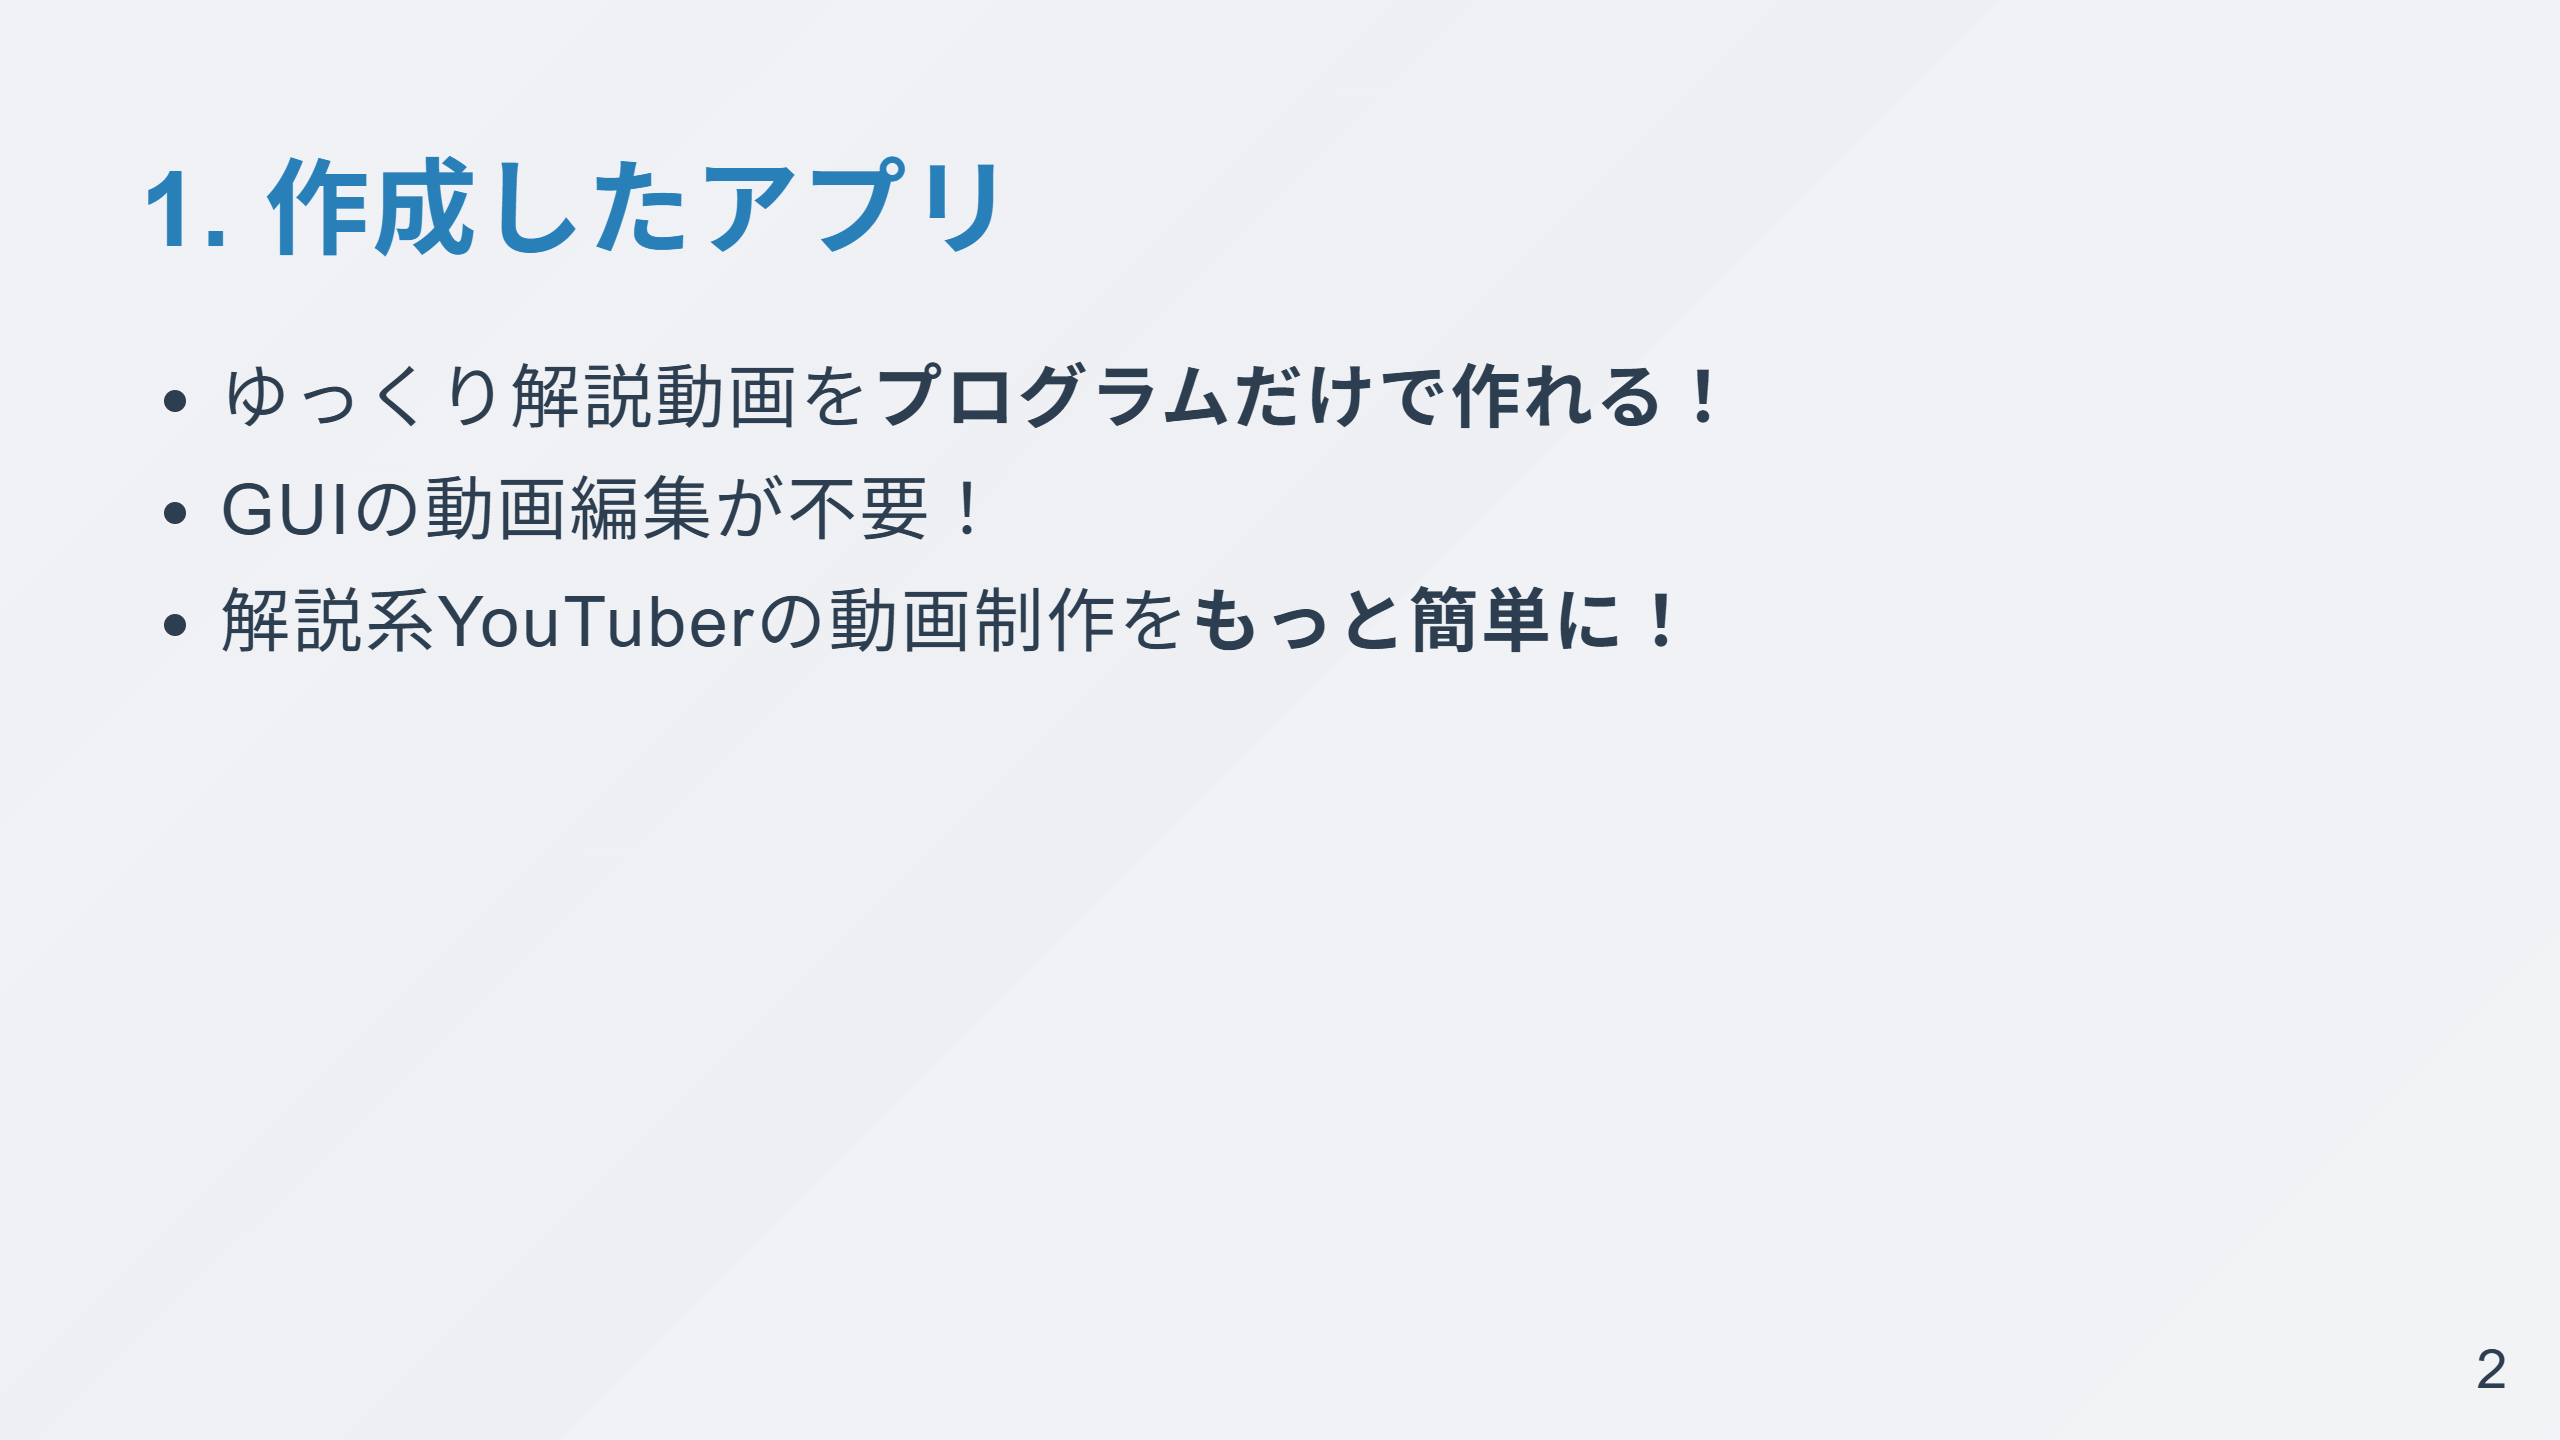 1. 作成したアプリ
• ゆっくり解説動画をプログラムだけで作れる！
• GUIの動画編集が不要！
• 解説系YouTuberの動画制作をもっと簡単に！
2